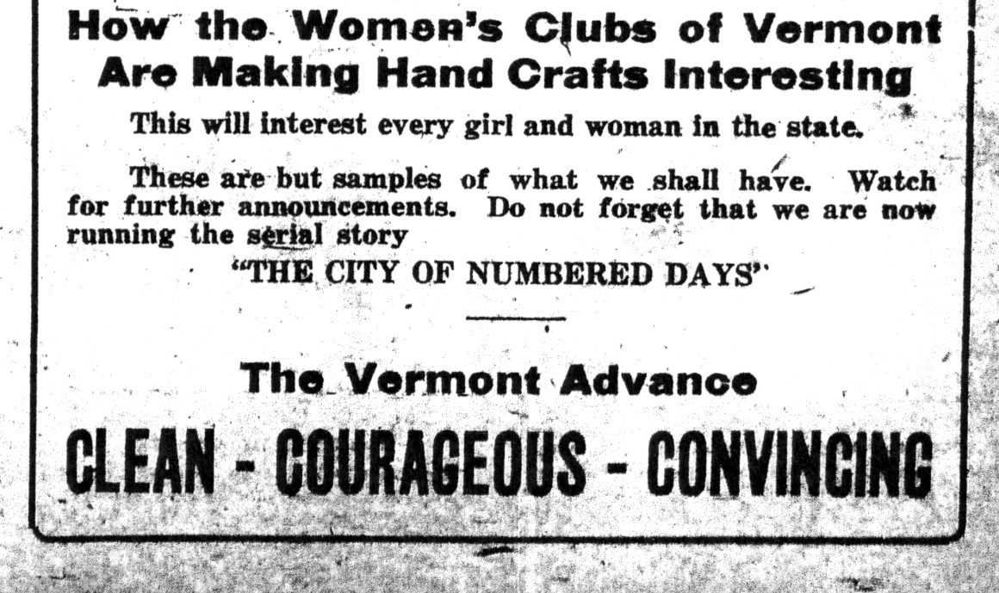 How the Women's Clubs of Vermont
Are Making Hand Crafts Interesting
This will interest every girl and woman in the state.
These are but samples of what we shall have. Watch
for further announcements. Do not forget that we are now
running the serial story
"THE CITY OF NUMBERED DAYS"
The Vermont Advance
CLEAN - COURAGEOUS - CONVINCING